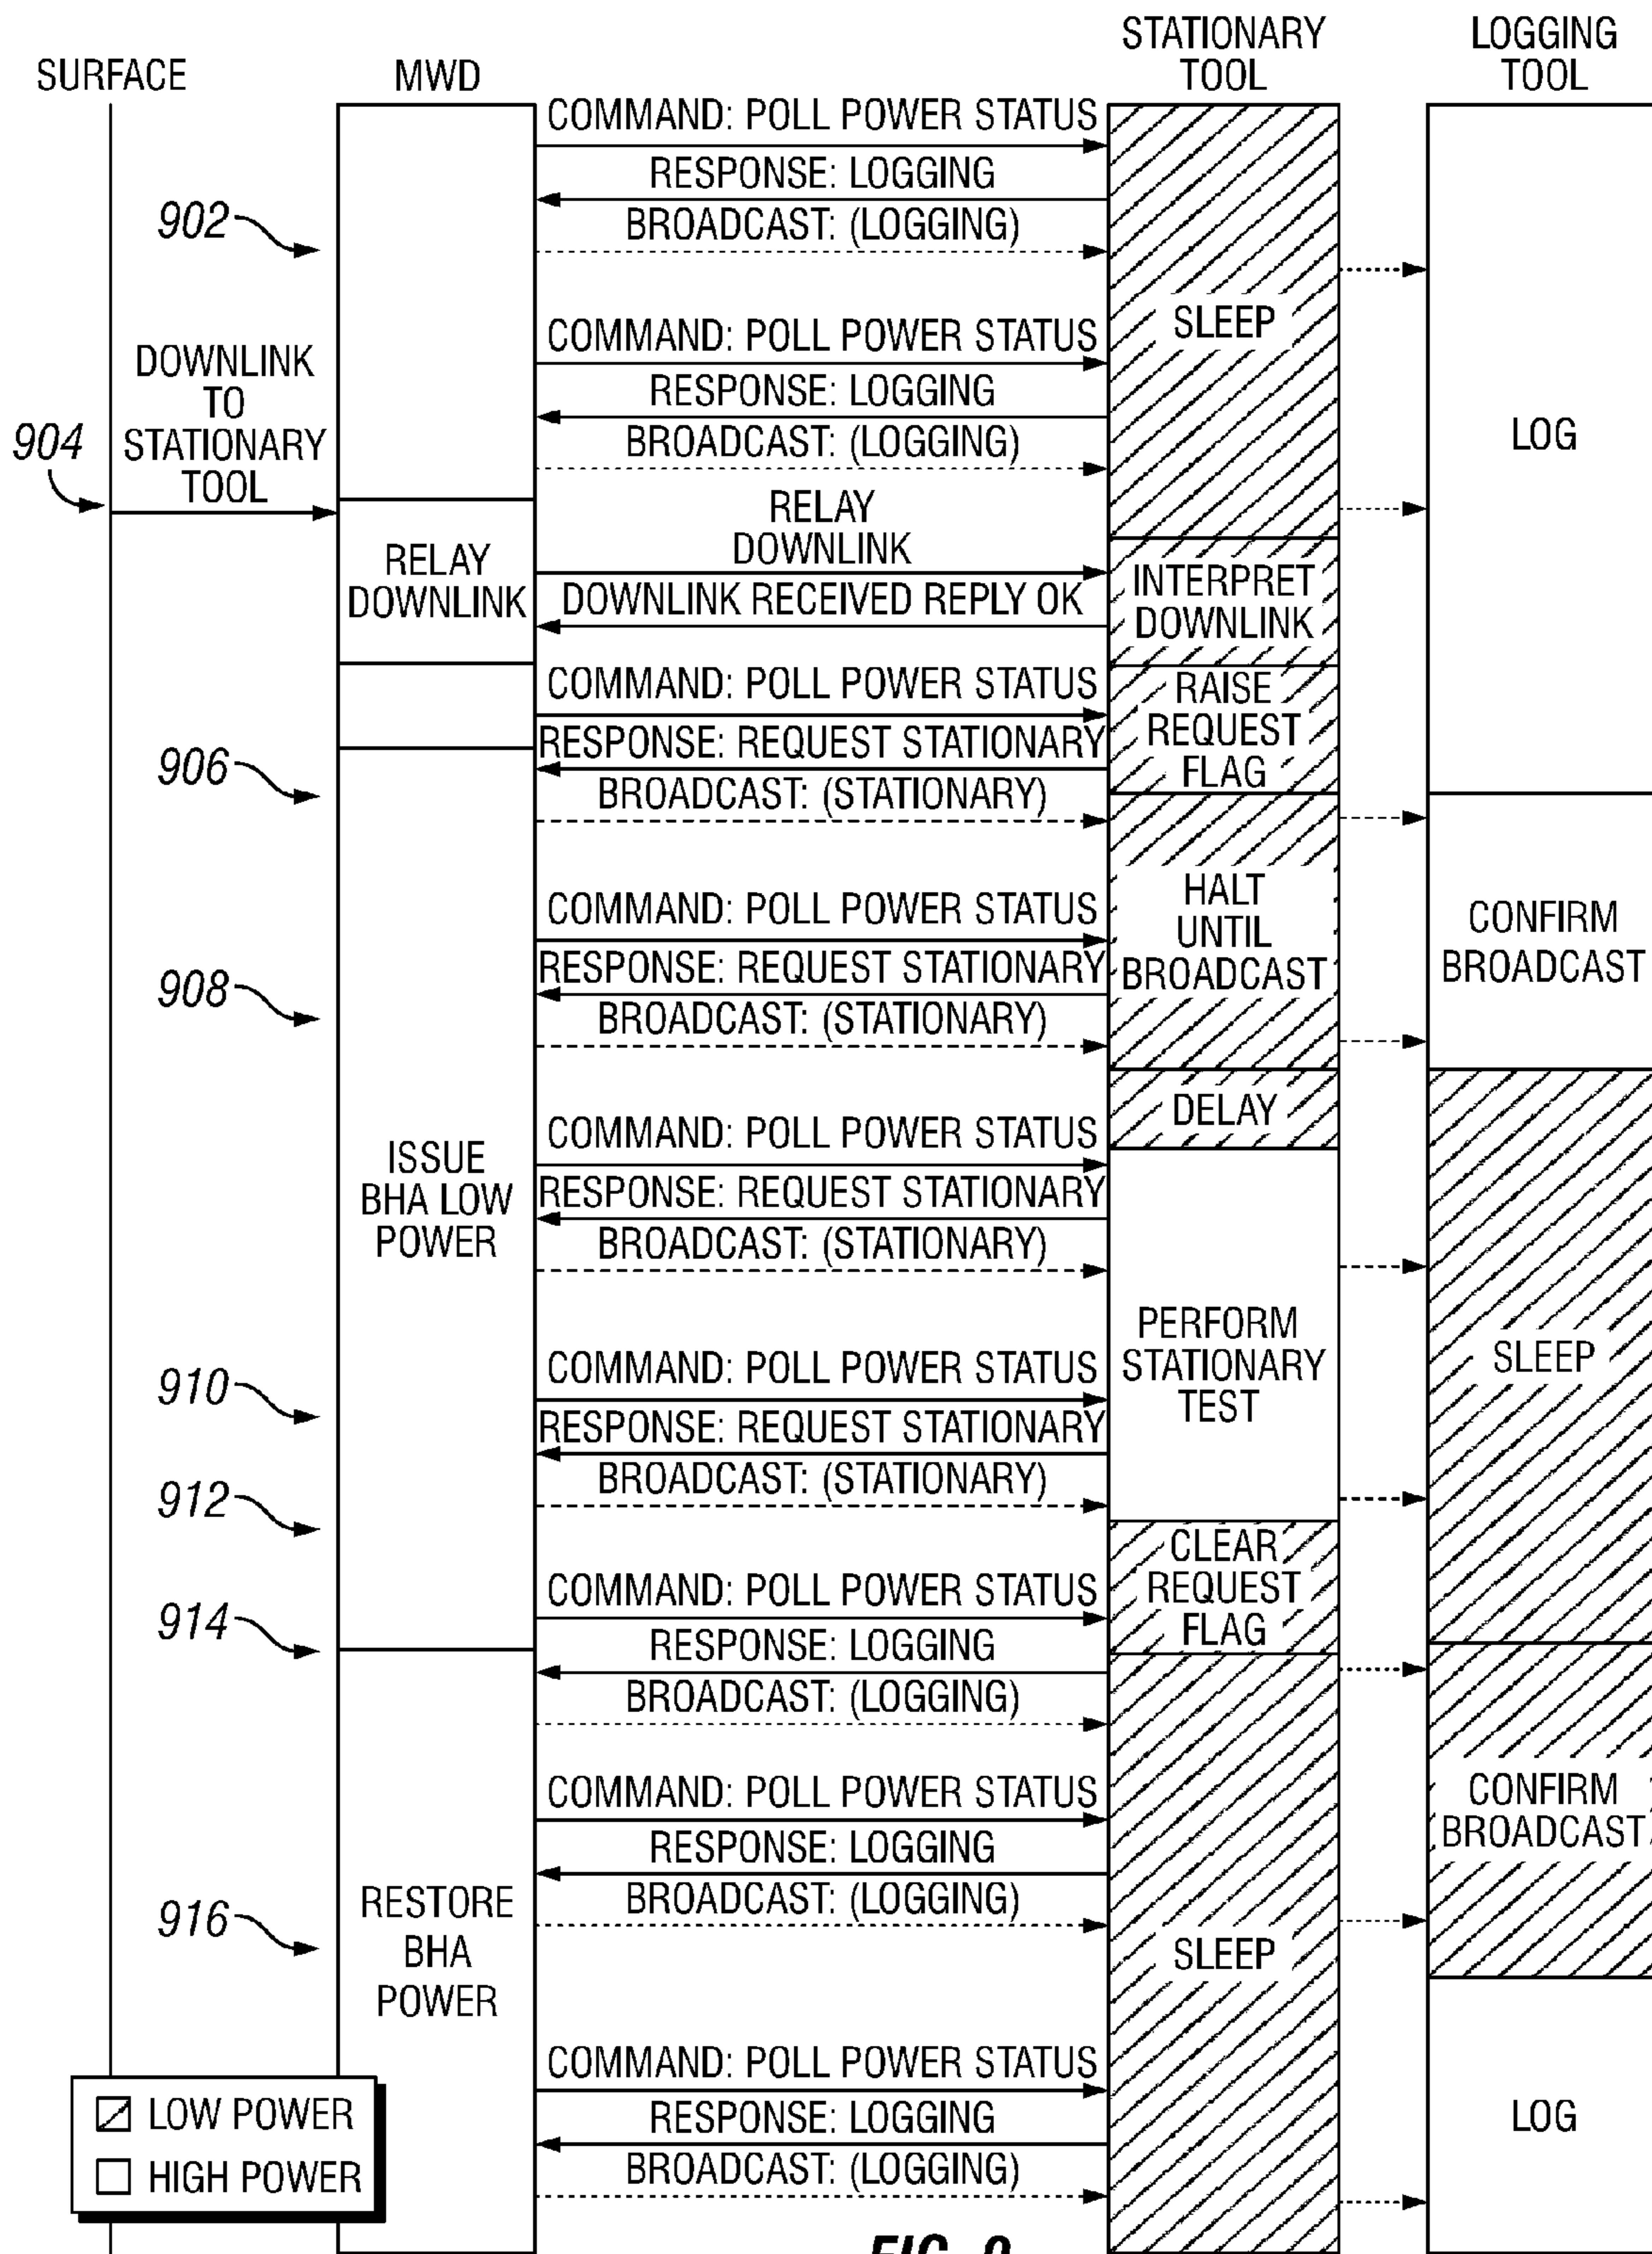 SURFACE
MWD
STATIONARY
TOOL
LOGGING
TOOL
COMMAND: POLL POWER STATUS
RESPONSE: LOGGING
902
BROADCAST: (LOGGING)
SLEEP
LOG
COMMAND: POLL POWER STATUS
RESPONSE: LOGGING
BROADCAST: (LOGGING)
904
DOWNLINK
TO
STATIONARY
TOOL
RELAY
DOWNLINK
RELAY
DOWNLINK
DOWNLINK RECEIVED REPLY OK
INTERPRET
DOWNLINK
COMMAND: POLL POWER STATUS
RAISE
REQUEST
FLAG
906
RESPONSE: REQUEST STATIONARY
BROADCAST: (STATIONARY)
COMMAND: POLL POWER STATUS
HALT
UNTIL
BROADCAST
CONFIRM
BROADCAST
908
RESPONSE: REQUEST STATIONARY
BROADCAST: (STATIONARY)
DELAY
ISSUE
BHA LOW
POWER
COMMAND: POLL POWER STATUS
RESPONSE: REQUEST STATIONARY
BROADCAST: (STATIONARY)
PERFORM
STATIONARY
TEST
SLEEP
910
COMMAND: POLL POWER STATUS
RESPONSE: REQUEST STATIONARY
BROADCAST: (STATIONARY)
912
CLEAR
REQUEST
FLAG
COMMAND: POLL POWER STATUS
914
RESPONSE: LOGGING
BROADCAST: (LOGGING)
COMMAND: POLL POWER STATUS
CONFIRM
BROADCAST
RESPONSE: LOGGING
BROADCAST: (LOGGING)
916
RESTORE
BHA
POWER
SLEEP
COMMAND: POLL POWER STATUS
RESPONSE: LOGGING
BROADCAST: (LOGGING)
LOG
LOW POWER
HIGH POWER